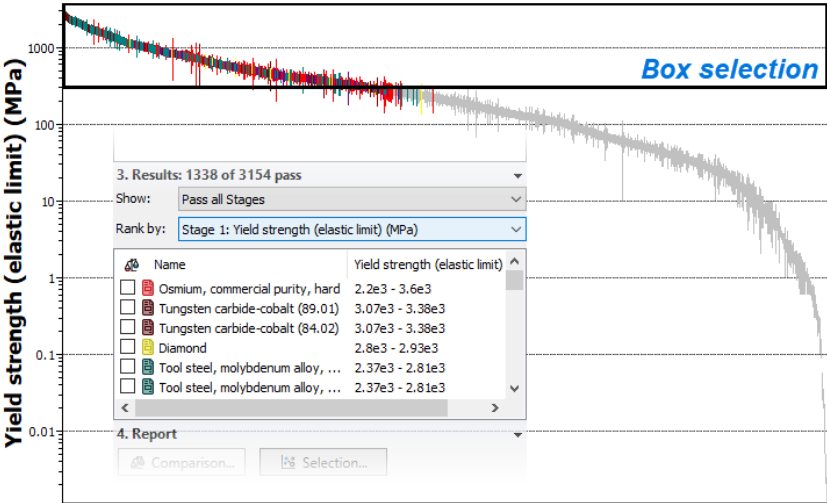 Yield strength (elastic limit) (MPa)
1000
100
10
1
0.1
0.01
Box selection
3. Results: 1338 of 3154 pass
Show: Pass all Stages
Rank by: Stage 1: Yield strength (elastic limit) (MPa)
Name Yield strength (elastic limit)
Osmium, commercial purity, hard 2.2e3 - 3.6e3
Tungsten carbide-cobalt (89.01) 3.07e3 - 3.38e3
Tungsten carbide-cobalt (84.02) 3.07e3 - 3.38e3
Diamond 2.8e3 - 2.93e3
Tool steel, molybdenum alloy, ... 2.37e3 - 2.81e3
Tool steel, molybdenum alloy, ... 2.37e3 - 2.81e3
4. Report
Comparison...
Selection...